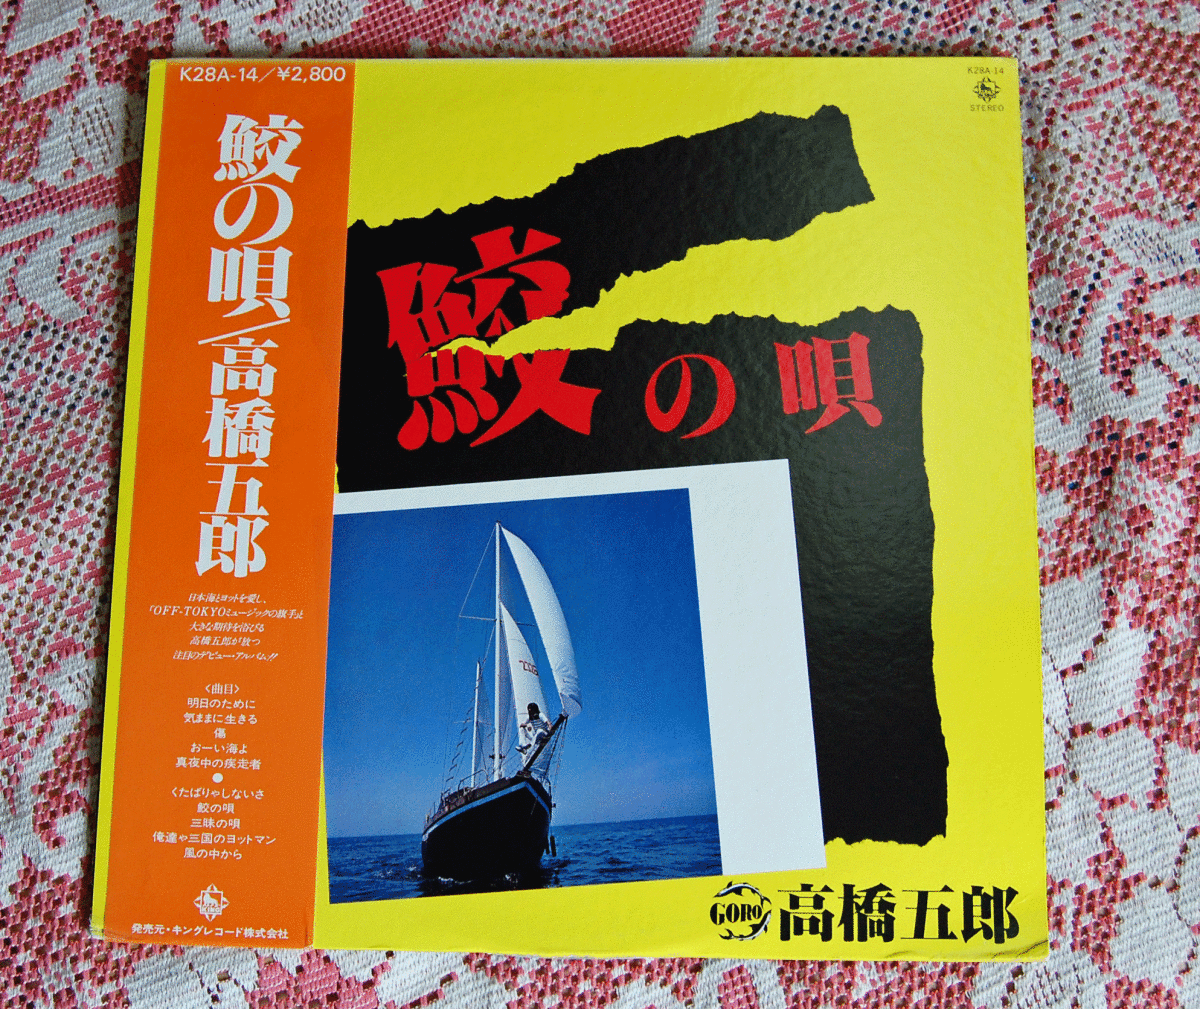 K28A-14/¥2,800
鮫の唄/高橋五郎
日本海とヨットを愛し、
「OFF-TOKYOミュージックの旗手」と
大きな期待を浴びる
高橋五郎が放つ
注目のデビュー・アルバム!!
〈曲目〉
明日のために
気ままに生きる
傷
おーい海よ
真夜中の疾走者
●
くたばりゃしないさ
鮫の唄
三昧の唄
俺達ゃ三国のヨットマン
風の中から
KING
発売元・キングレコード株式会社
K28A-14
STEREO
鮫の唄
GORO 高橋五郎